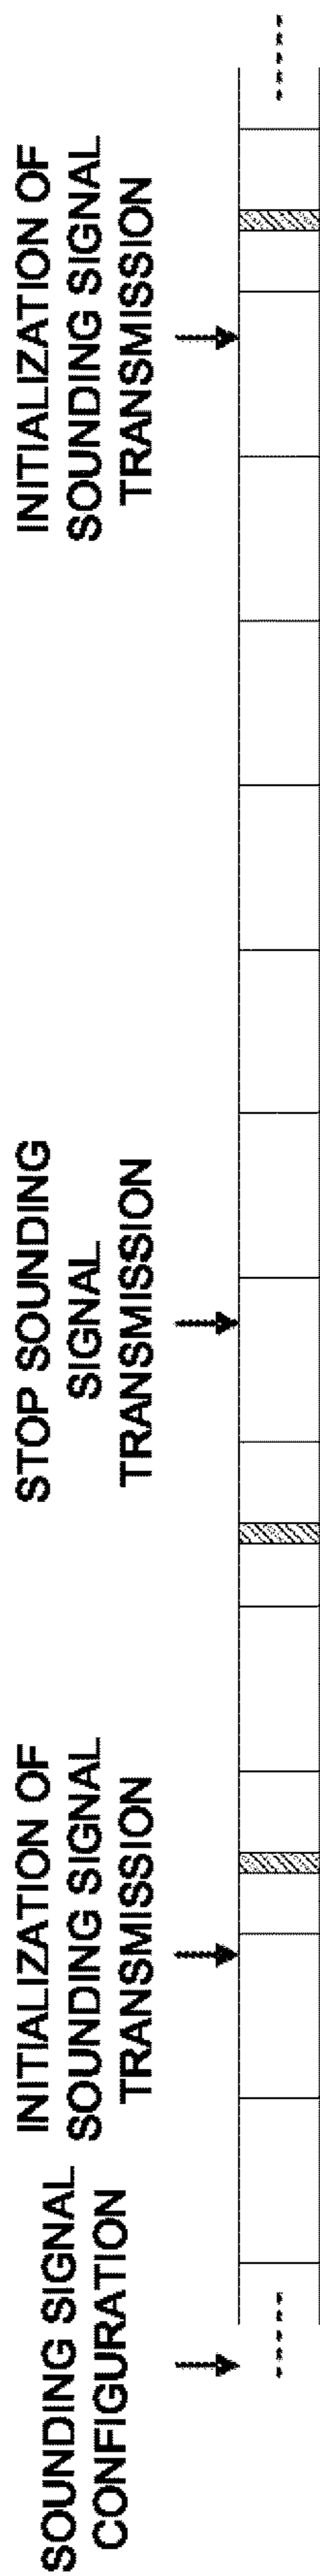 SOUNDING SIGNAL
CONFIGURATION
INITIALIZATION OF
SOUNDING SIGNAL
TRANSMISSION
STOP SOUNDING
SIGNAL
TRANSMISSION
INITIALIZATION OF
SOUNDING SIGNAL
TRANSMISSION